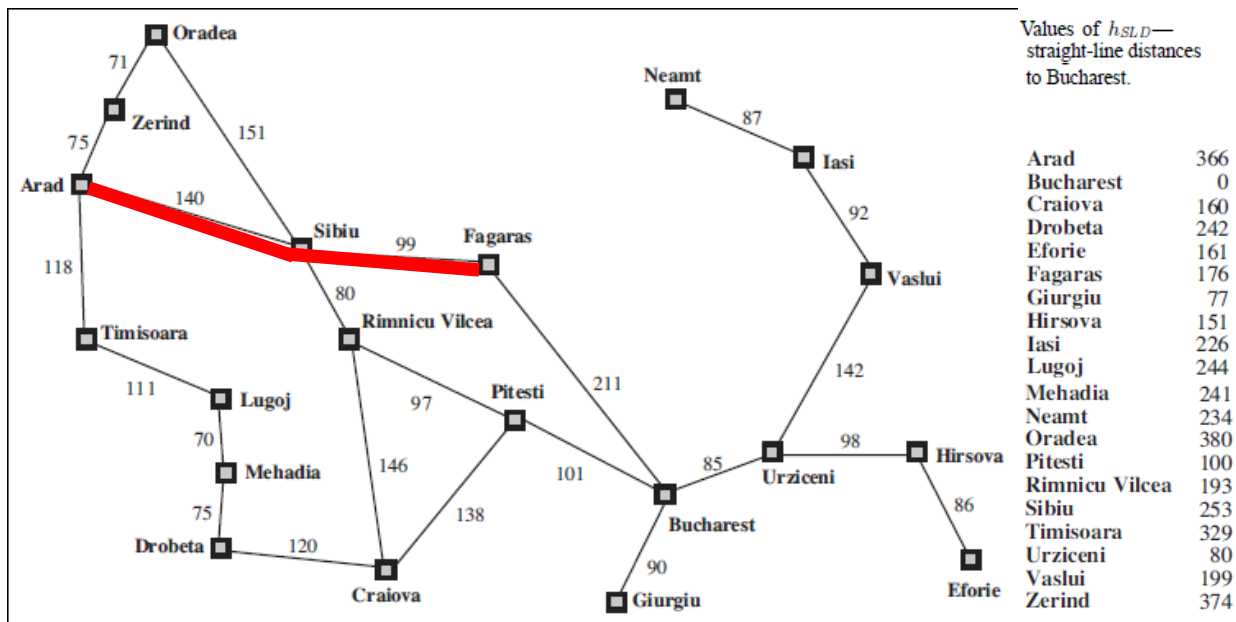 Oradea
71
Neamt
Zerind
87
75
151
Iasi
Arad
140
92
Sibiu
99
Fagaras
118
Vaslui
80
Timisoara
Rimnicu Vilcea
142
111
211
Lugoj
97
Pitesti
70
98
Hirsova
146
85
Mehadia
101
Urziceni
86
75
138
Bucharest
Drobeta
120
90
Craiova
Giurgiu
Eforie
Values of hSLD—
straight-line distances
to Bucharest.
Arad 366
Bucharest 0
Craiova 160
Drobeta 242
Eforie 161
Fagaras 176
Giurgiu 77
Hirsova 151
Iasi 226
Lugoj 244
Mehadia 241
Neamt 234
Oradea 380
Pitesti 100
Rimnicu Vilcea 193
Sibiu 253
Timisoara 329
Urziceni 80
Vaslui 199
Zerind 374